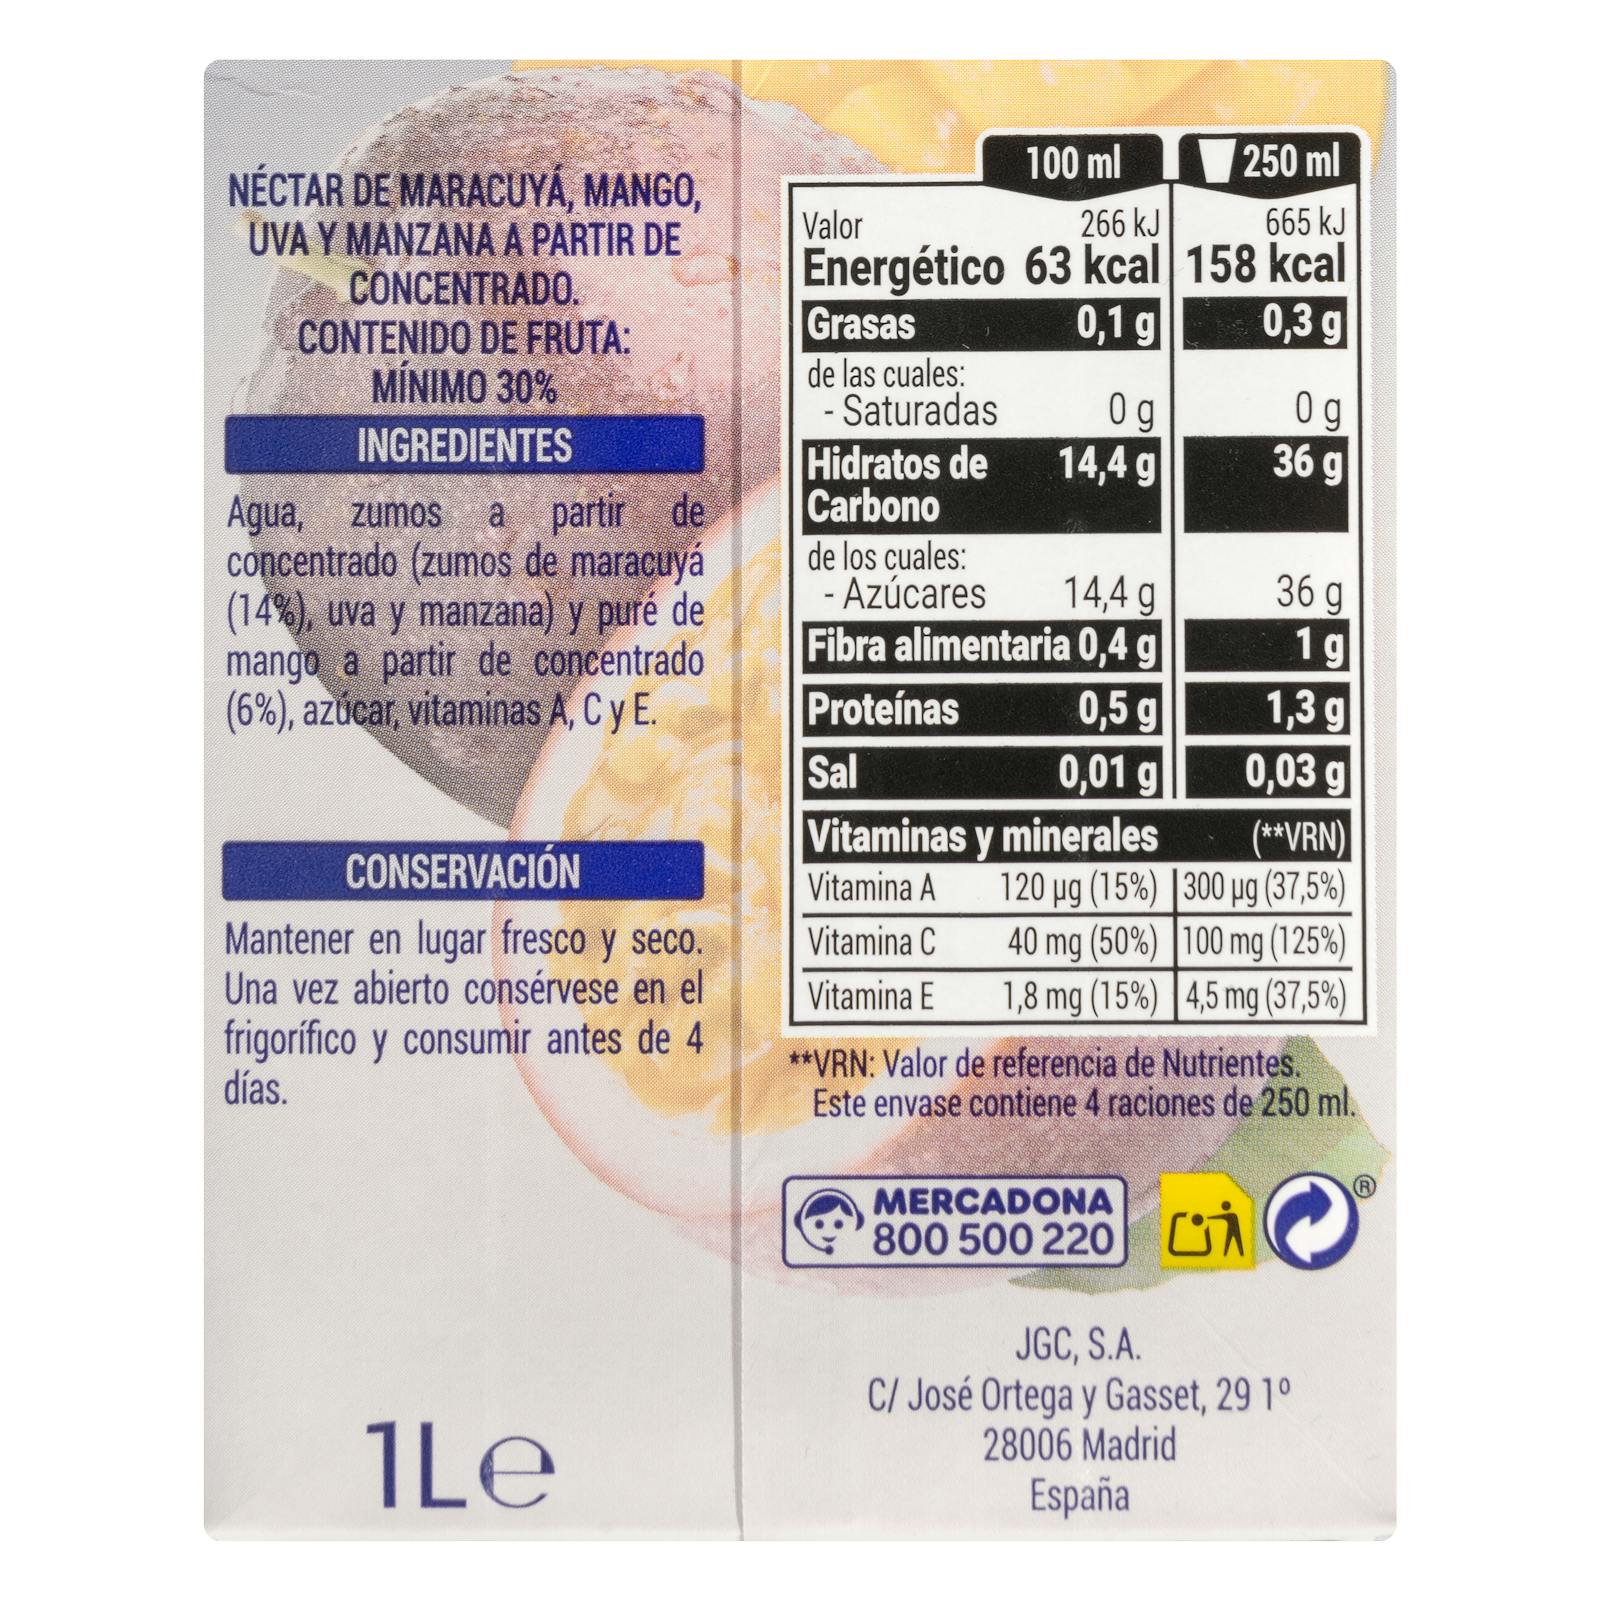 NÉCTAR DE MARACUYÁ, MANGO,
UVA Y MANZANA A PARTIR DE
CONCENTRADO.
CONTENIDO DE FRUTA:
MÍNIMO 30%
INGREDIENTES
Agua, zumos a partir de
concentrado (zumos de maracuyá
(14%), uva y manzana) y puré de
mango a partir de concentrado
(6%), azúcar, vitaminas A, C y E.
CONSERVACIÓN
Mantener en lugar fresco y seco.
Una vez abierto consérvese en el
frigorífico y consumir antes de 4
días.
1L e
100 ml 250 ml
Valor 266 kJ 665 kJ
Energético 63 kcal 158 kcal
Grasas 0,1 g 0,3 g
de las cuales:
- Saturadas 0 g 0 g
Hidratos de 14,4 g 36 g
Carbono
de los cuales:
- Azúcares 14,4 g 36 g
Fibra alimentaria 0,4 g 1 g
Proteínas 0,5 g 1,3 g
Sal 0,01 g 0,03 g
Vitaminas y minerales (**VRN)
Vitamina A 120 µg (15%) 300 µg (37,5%)
Vitamina C 40 mg (50%) 100 mg (125%)
Vitamina E 1,8 mg (15%) 4,5 mg (37,5%)
**VRN: Valor de referencia de Nutrientes.
Este envase contiene 4 raciones de 250 ml.
MERCADONA
800 500 220
®
JGC, S.A.
C/ José Ortega y Gasset, 29 1º
28006 Madrid
España